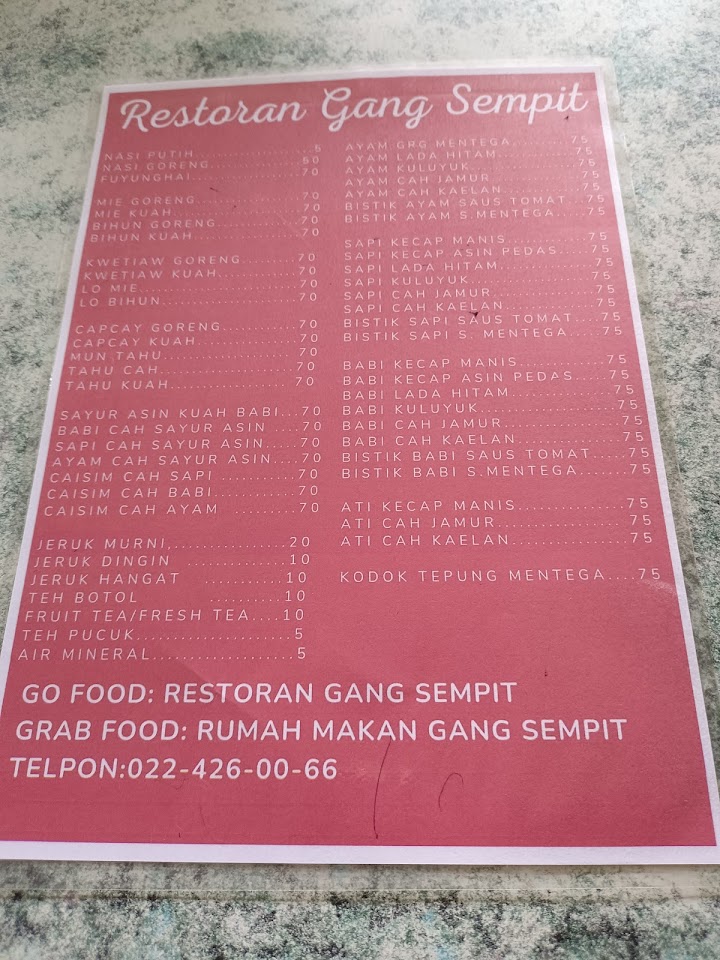 Restoran Gang Sempit
NASI PUTIH..................5
NASI GORENG...............50
FUYUNGHAI..................70
MIE GORENG..................70
MIE KUAH.....................70
BIHUN GORENG..............70
BIHUN KUAH.................70
KWETIAW GORENG........70
KWETIAW KUAH............70
LO MIE........................70
LO BIHUN.....................70
CAPCAY GORENG..........70
CAPCAY KUAH..............70
MUN TAHU................... 70
TAHU CAH....................70
TAHU KUAH................. 70
SAYUR ASIN KUAH BABI...70
BABI CAH SAYUR ASIN ....70
SAPI CAH SAYUR ASIN.....70
AYAM CAH SAYUR ASIN....70
CAISIM CAH SAPI ...........70
CAISIM CAH BABI...........70
CAISIM CAH AYAM .........70
JERUK MURNI,..............20
JERUK DINGIN ..............10
JERUK HANGAT ...........10
TEH BOTOL ..........10
FRUIT TEA/FRESH TEA....10
TEH PUCUK......................5
AIR MINERAL....................5
AYAM GRG MENTEGA........75
AYAM LADA HITAM...........75
AYAM KULUYUK..............75
AYAM CAH JAMUR...........75
AYAM CAH KAELAN..........75
BISTIK AYAM SAUS TOMAT..75
BISTIK AYAM S.MENTEGA...75
SAPI KECAP MANIS...........75
SAPI KECAP ASIN PEDAS....75
SAPI LADA HITAM.............75
SAPI KULUYUK.................75
SAPI CAH JAMUR..............75
SAPI CAH KAELAN............75
BISTIK SAPI SAUS TOMAT...75
BISTIK SAPI S. MENTEGA....75
BABI KECAP MANIS...........75
BABI KECAP ASIN PEDAS....75
BABI LADA HITAM.............75
BABI KULUYUK................75
BABI CAH JAMUR..............75
BABI CAH KAELAN............75
BISTIK BABI SAUS TOMAT....75
BISTIK BABI S.MENTEGA......75
ATI KECAP MANIS.............75
ATI CAH JAMUR............... 75
ATI CAH KAELAN..............75
KODOK TEPUNG MENTEGA....75
GO FOOD: RESTORAN GANG SEMPIT
GRAB FOOD: RUMAH MAKAN GANG SEMPIT
TELPON:022-426-00-66